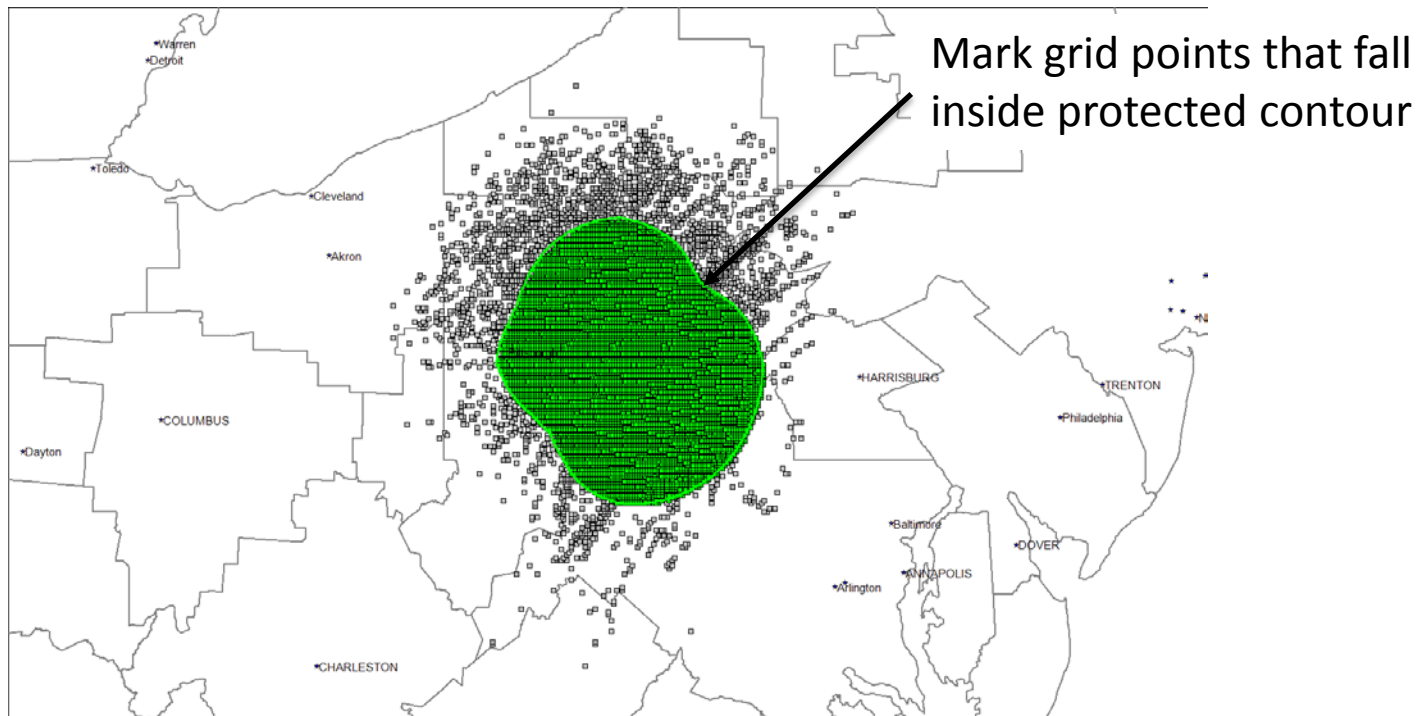 Mark grid points that fall
inside protected contour
Warren
Detroit
Toledo
Cleveland
Akron
HARRISBURG
TRENTON
COLUMBUS
Philadelphia
Dayton
Baltimore
DOVER
ANNAPOLIS
Arlington
CHARLESTON